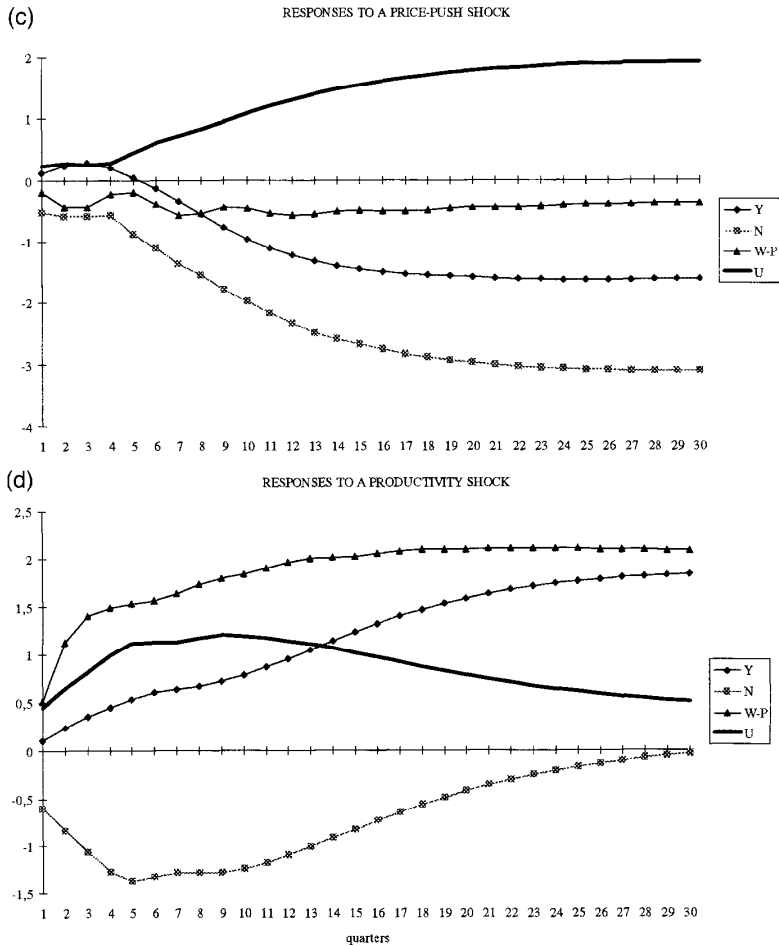 (c)
RESPONSES TO A PRICE-PUSH SHOCK
2
1
0
-1
-2
-3
-4
1 2 3 4 5 6 7 8 9 10 11 12 13 14 15 16 17 18 19 20 21 22 23 24 25 26 27 28 29 30
Y
N
W-P
U
(d)
RESPONSES TO A PRODUCTIVITY SHOCK
2,5
2
1,5
1
0,5
0
-0,5
-1
-1,5
1 2 3 4 5 6 7 8 9 10 11 12 13 14 15 16 17 18 19 20 21 22 23 24 25 26 27 28 29 30
quarters
Y
N
W-P
U